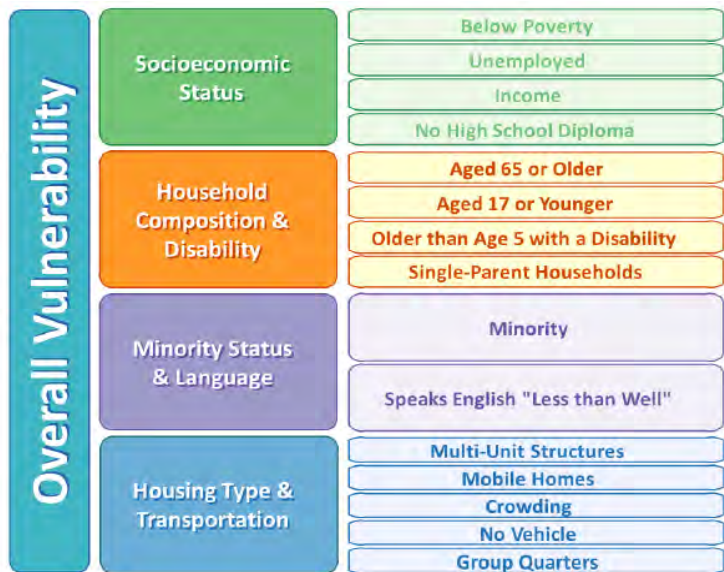 Overall Vulnerability
Socioeconomic
Status
Below Poverty
Unemployed
Income
No High School Diploma
Household
Composition &
Disability
Aged 65 or Older
Aged 17 or Younger
Older than Age 5 with a Disability
Single-Parent Households
Minority Status
& Language
Minority
Speaks English "Less than Well"
Housing Type &
Transportation
Multi-Unit Structures
Mobile Homes
Crowding
No Vehicle
Group Quarters